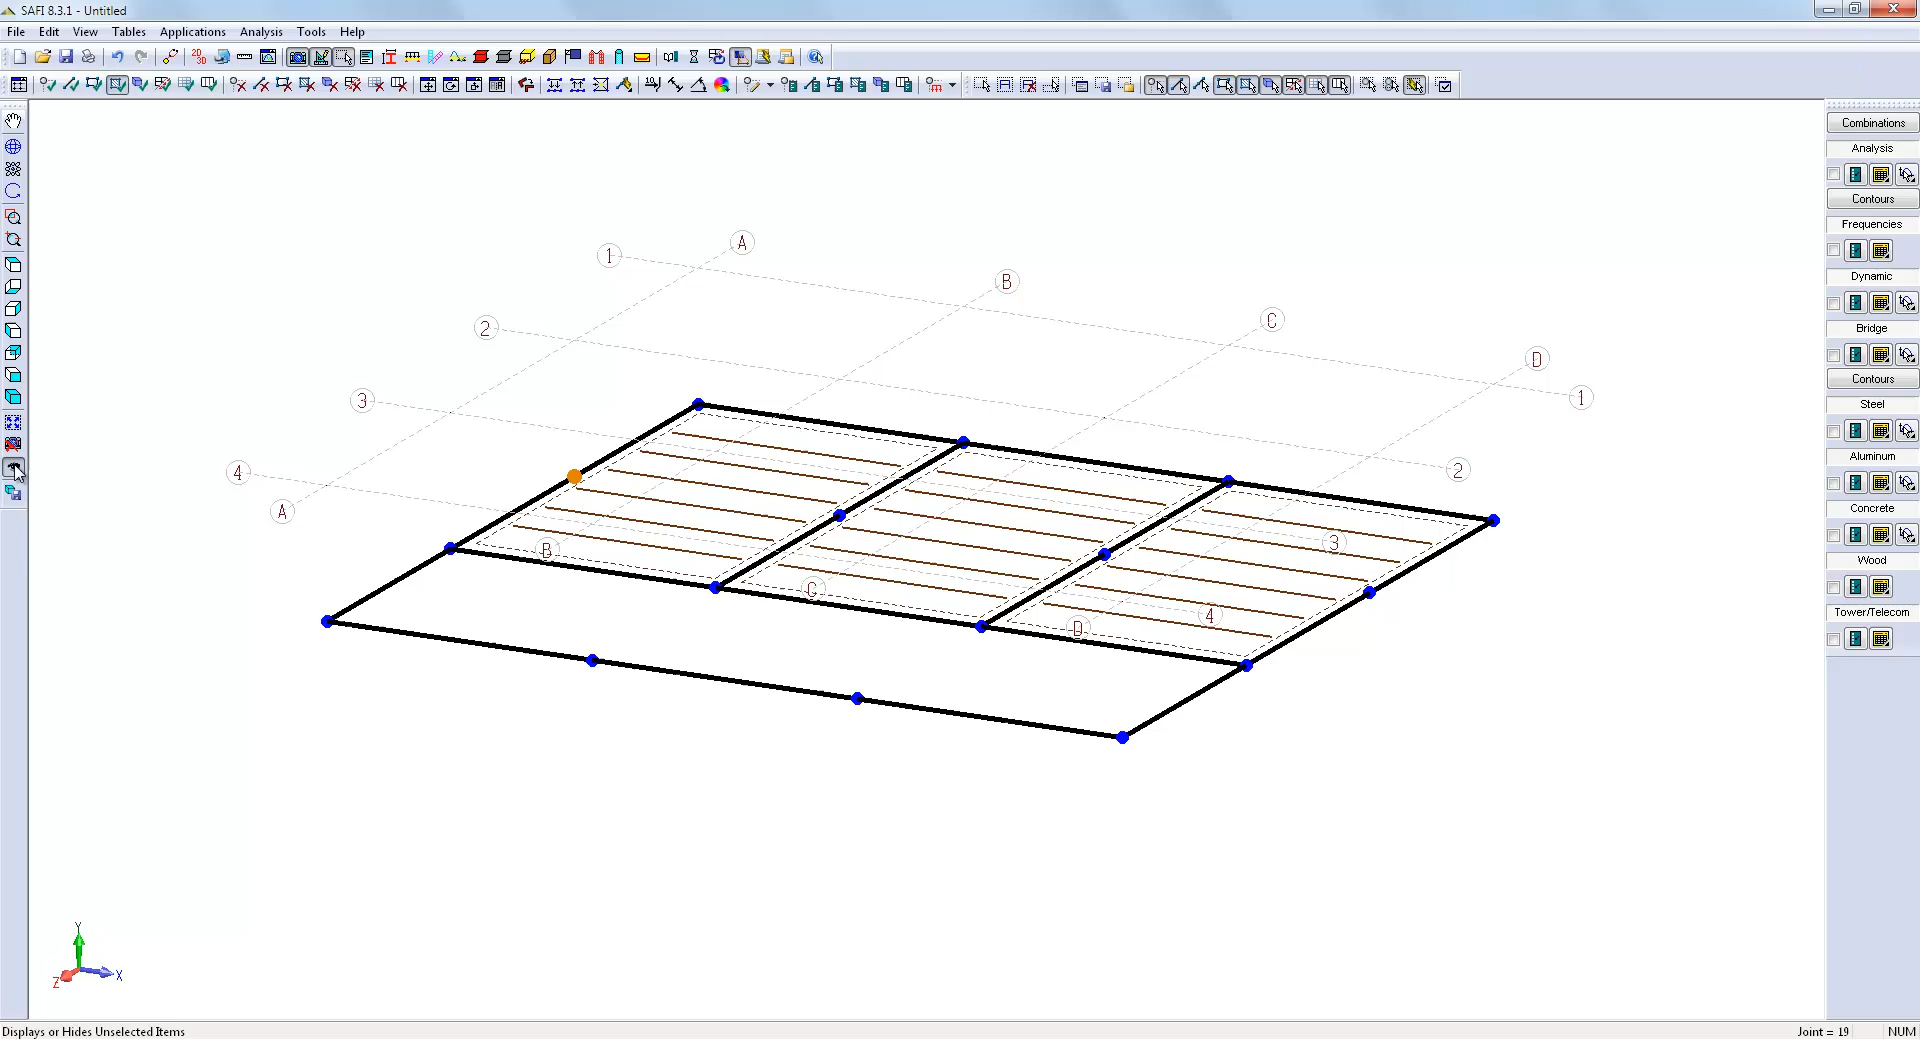 SAFI 8.3.1 - Untitled
File Edit View Tables Applications Analysis Tools Help
2D
3D
Combinations
Analysis
Contours
Frequencies
Dynamic
Bridge
Contours
Steel
Aluminum
Concrete
Wood
Tower/Telecom
A
1
B
C
2
D
1
3
2
4
A
3
B
C
4
D
Y
X
Z
Displays or Hides Unselected Items
Joint = 19
NUM